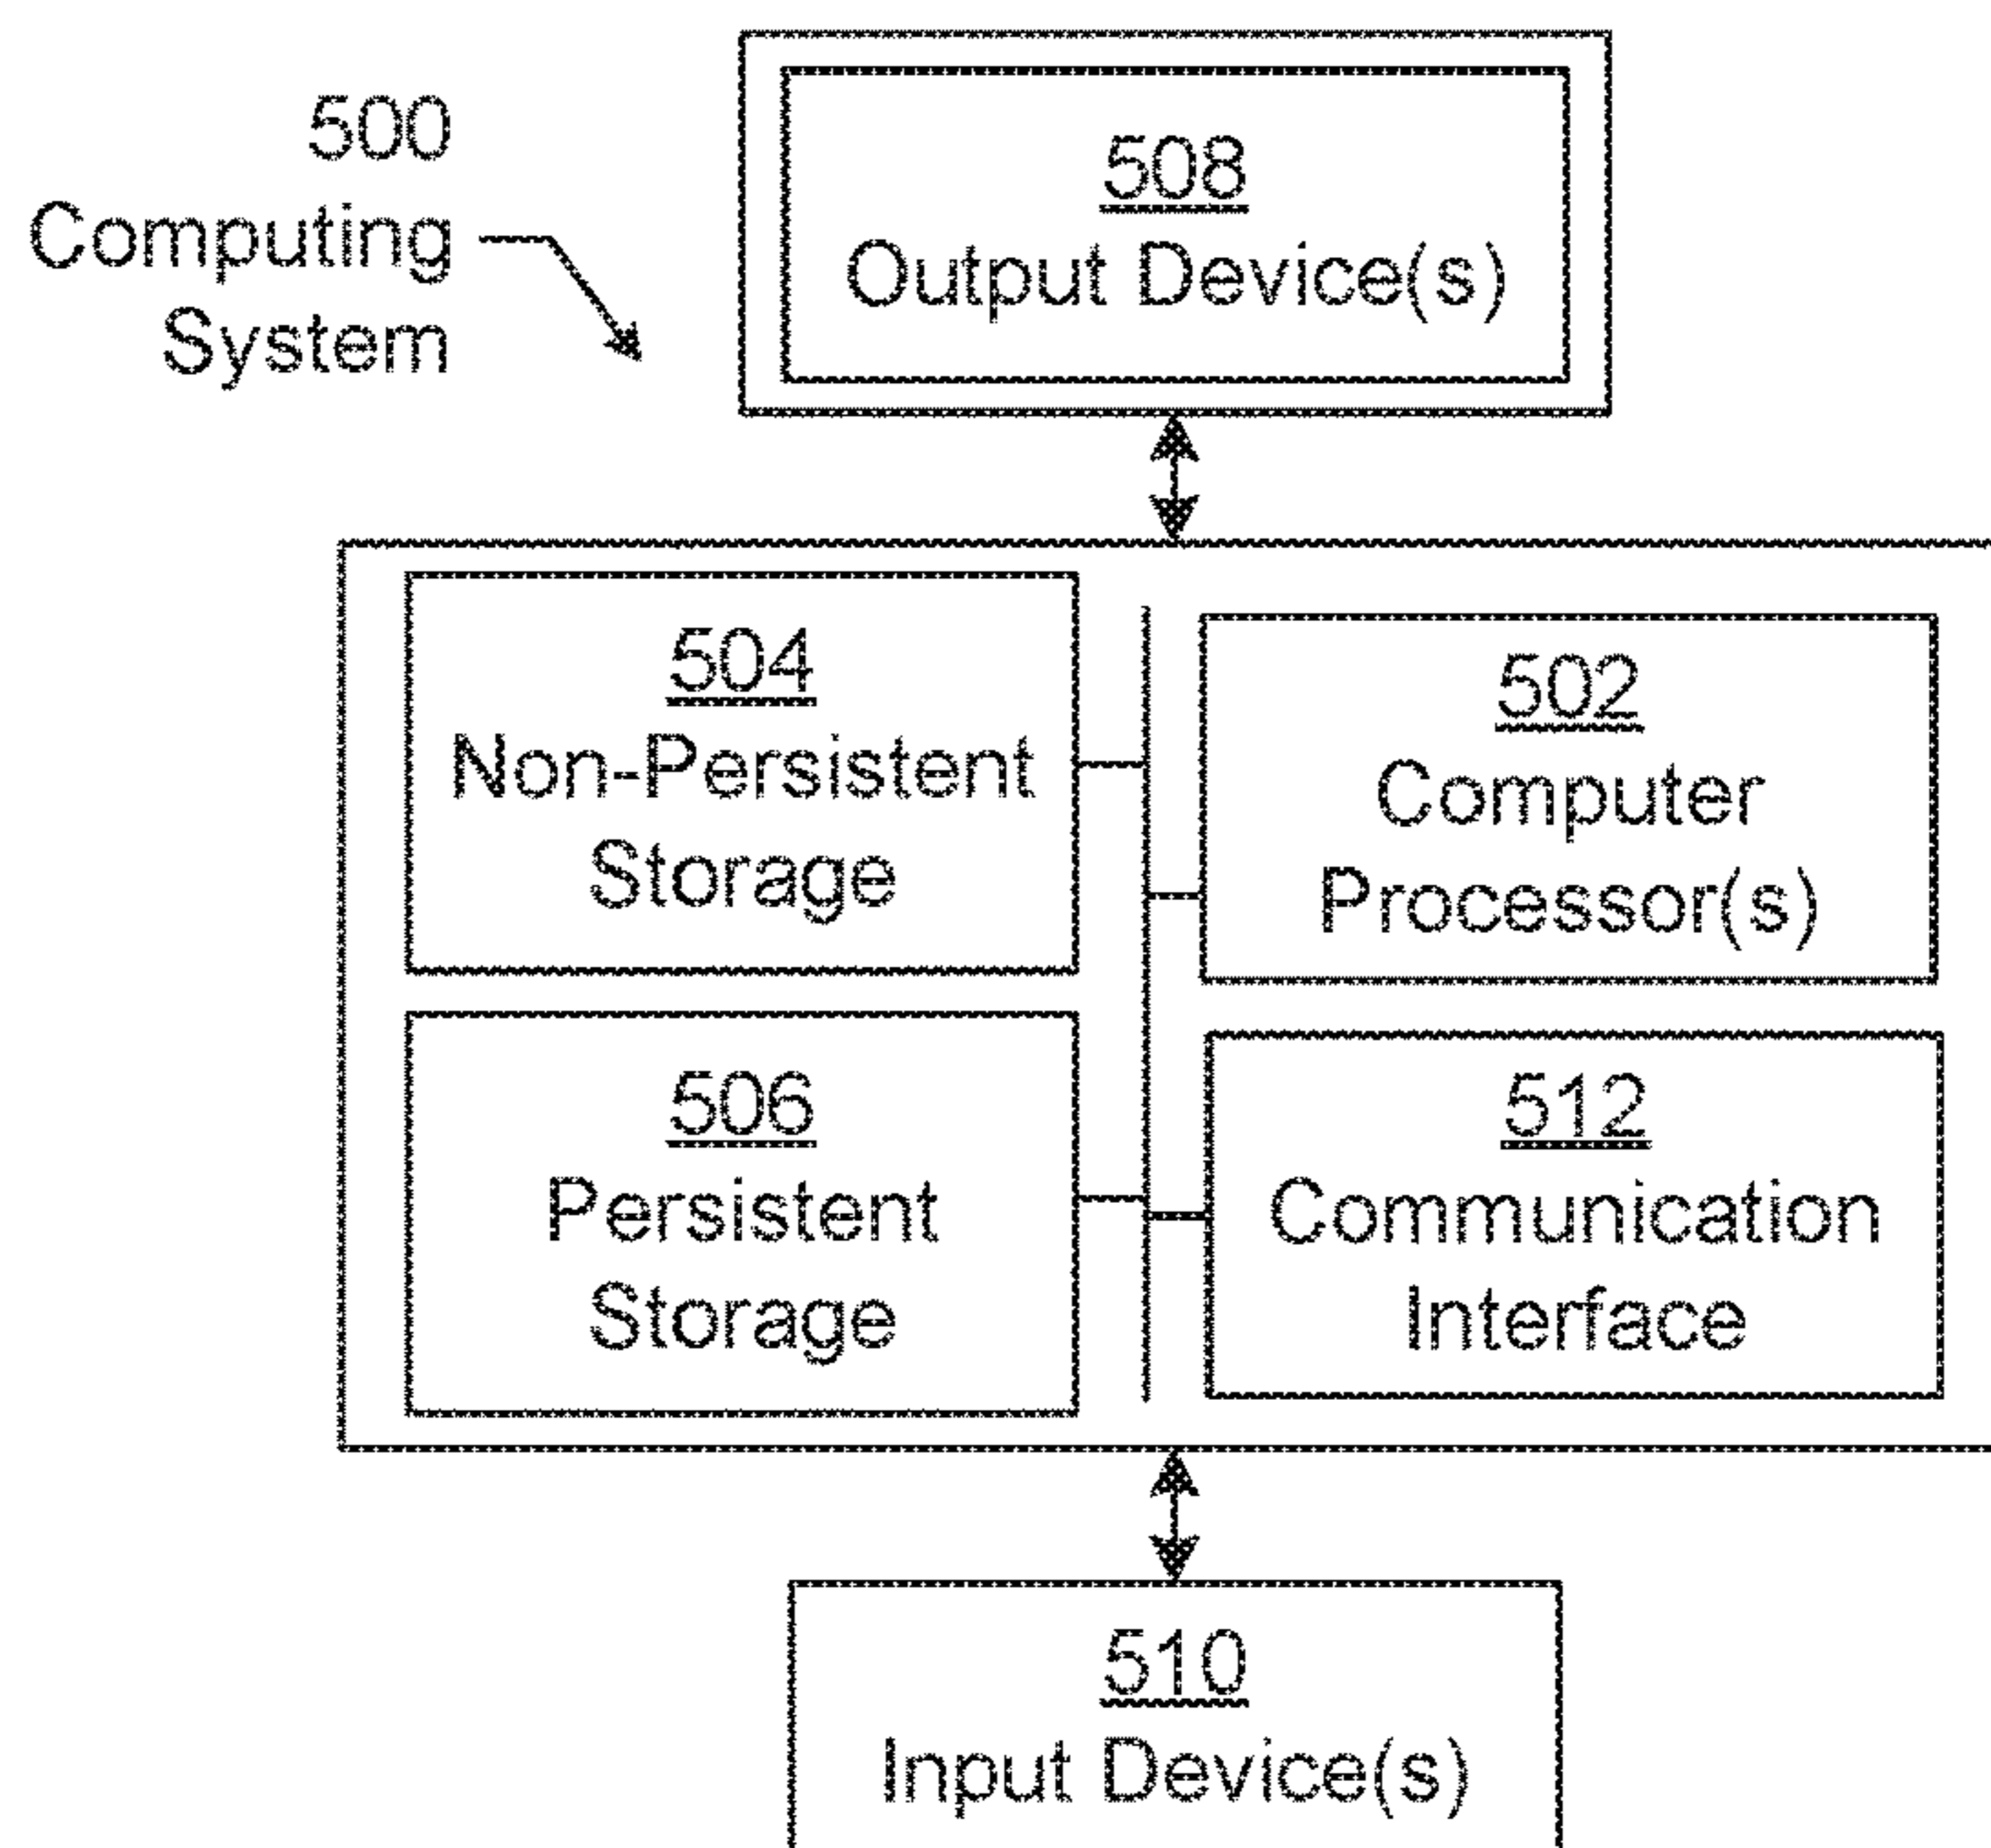 500
Computing
System
508
Output Device(s)
504
Non-Persistent
Storage
502
Computer
Processor(s)
506
Persistent
Storage
512
Communication
Interface
510
Input Device(s)